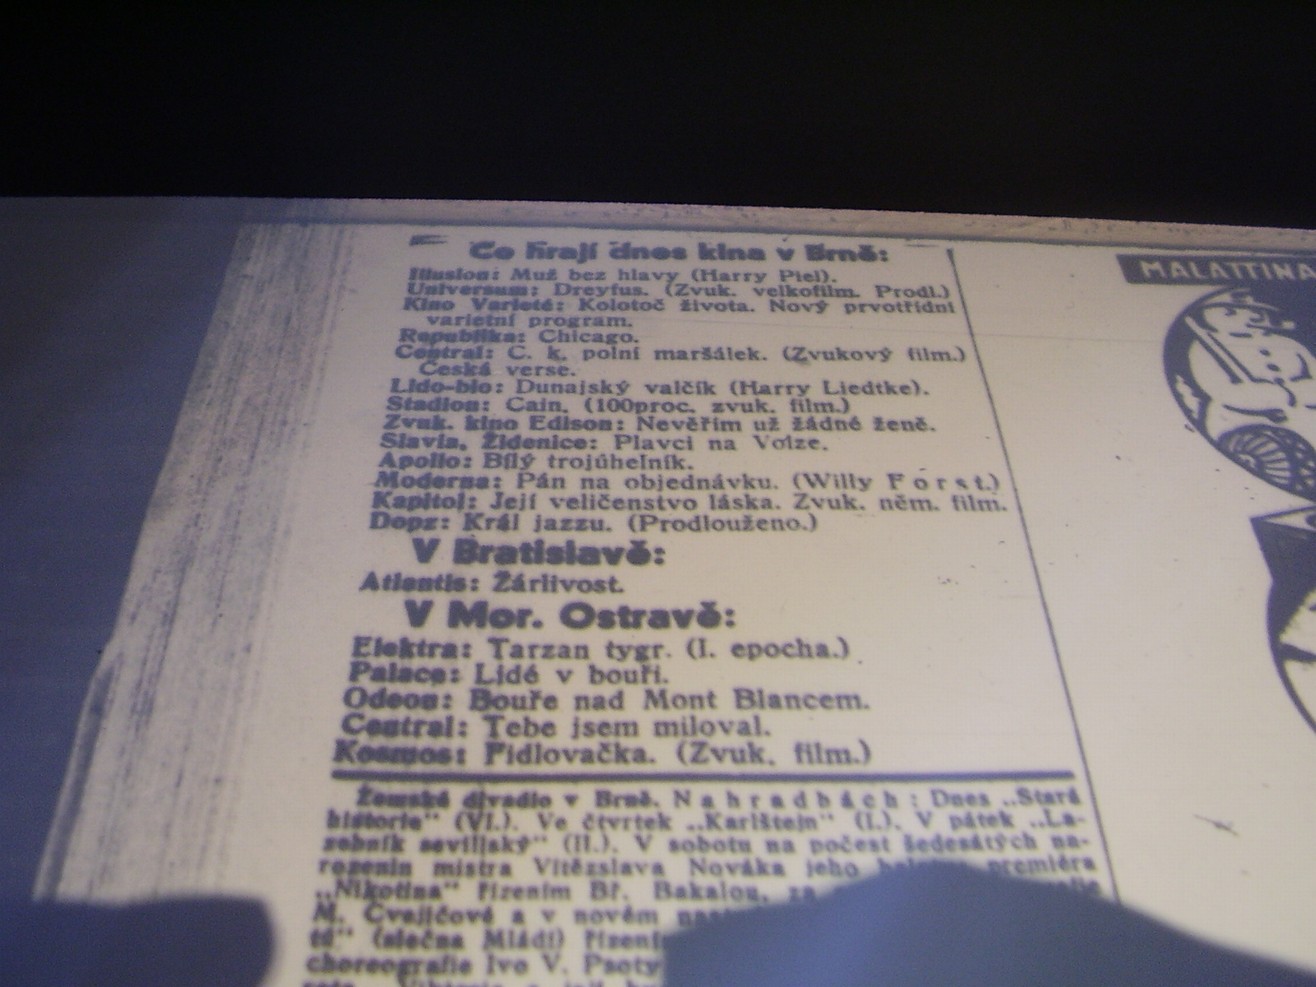 Co hrají dnes kina v Brně:
Illusion: Muž bez hlavy (Harry Piel).
Universum: Dreyfus. (Zvuk. velkofilm. Prodl.)
Kino Varieté: Kolotoč života. Nový prvotřídní
varietní program.
Republika: Chicago.
Central: C. k. polní maršálek. (Zvukový film.)
Česká verse.
Lido-bio: Dunajský valčík (Harry Liedtke).
Stadion: Cain. (100proc. zvuk. film.)
Zvuk. kino Edison: Nevěřím už žádné ženě.
Slavia, Židenice: Plavci na Volze.
Apollo: Bílý trojúhelník.
Moderna: Pán na objednávku. (Willy Forst.)
Kapitol: Její veličenstvo láska. Zvuk. něm. film.
Dopz: Král jazzu. (Prodlouženo.)
V Bratislavě:
Atlantis: Žárlivost.
V Mor. Ostravě:
Elektra: Tarzan tygr. (I. epocha.)
Palace: Lidé v bouři.
Odeon: Bouře nad Mont Blancem.
Central: Tebe jsem miloval.
Kosmos: Fidlovačka. (Zvuk. film.)
Zemské divadlo v Brně. Na hradbách: Dnes „Stará
historie“ (VI.). Ve čtvrtek „Karlštejn“ (I.). V pátek „La-
zebník sevillský“ (II.). V sobotu na počest šedesátých na-
rozenin mistra Vítězslava Nováka jeho premiéra
„Nikotina“ řízením Bř. Bakalou, za
M. Cvajíčové a v novém
(slečna Mládí)
choreografie Ivo V. Psoty
MALATTINA